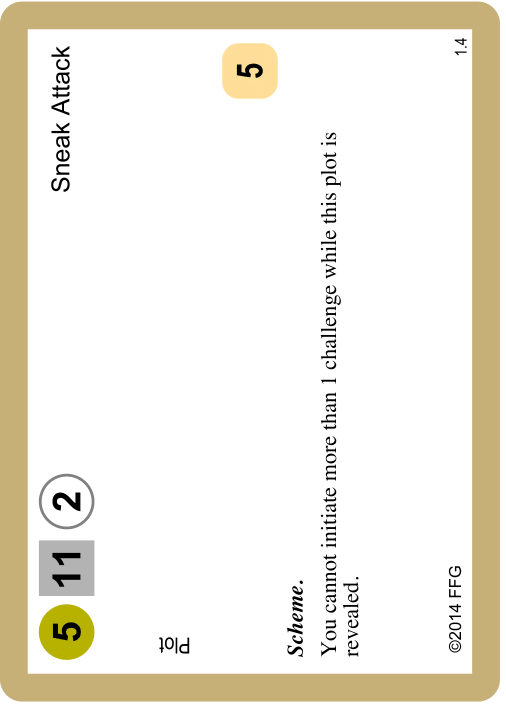 5 11 2 Sneak Attack
Plot
5
Scheme.
You cannot initiate more than 1 challenge while this plot is
revealed.
©2014 FFG 1.4